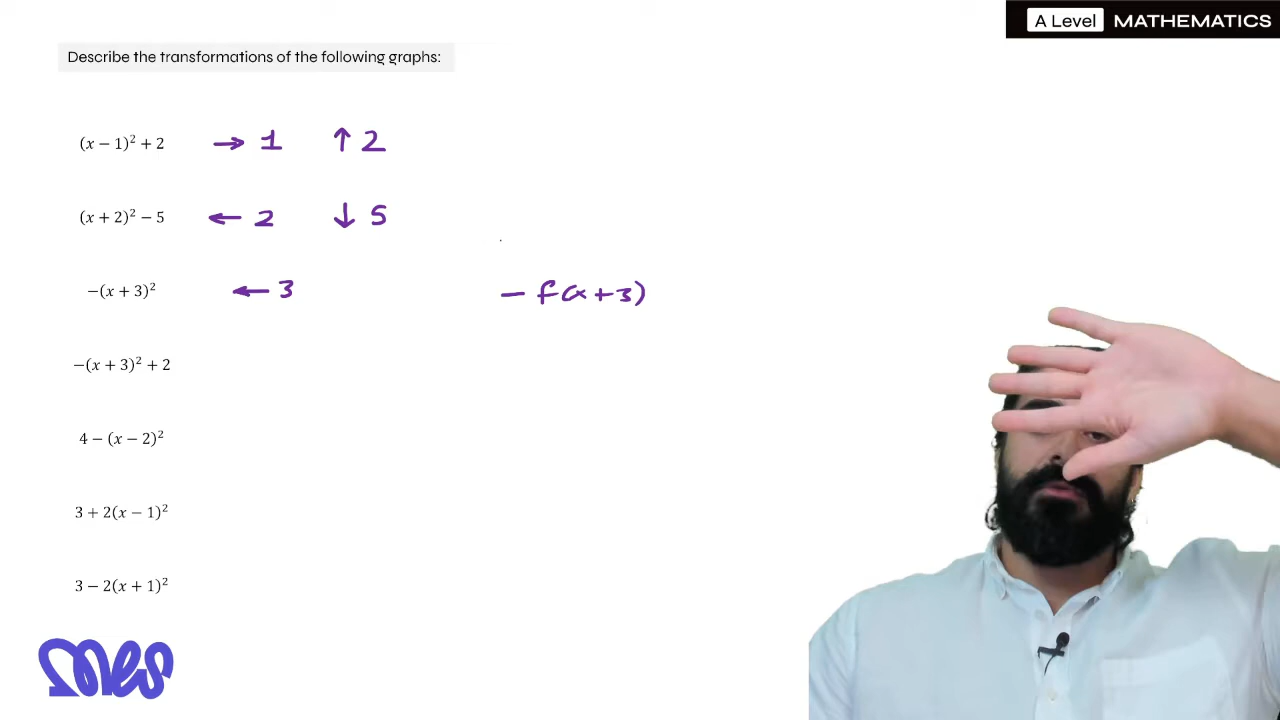 A Level MATHEMATICS
Describe the transformations of the following graphs:
(x − 1)² + 2 → 1 ↑ 2
(x + 2)² − 5 ← 2 ↓ 5
−(x + 3)² ← 3 − f(x + 3)
−(x + 3)² + 2
4 − (x − 2)²
3 + 2(x − 1)²
3 − 2(x + 1)²